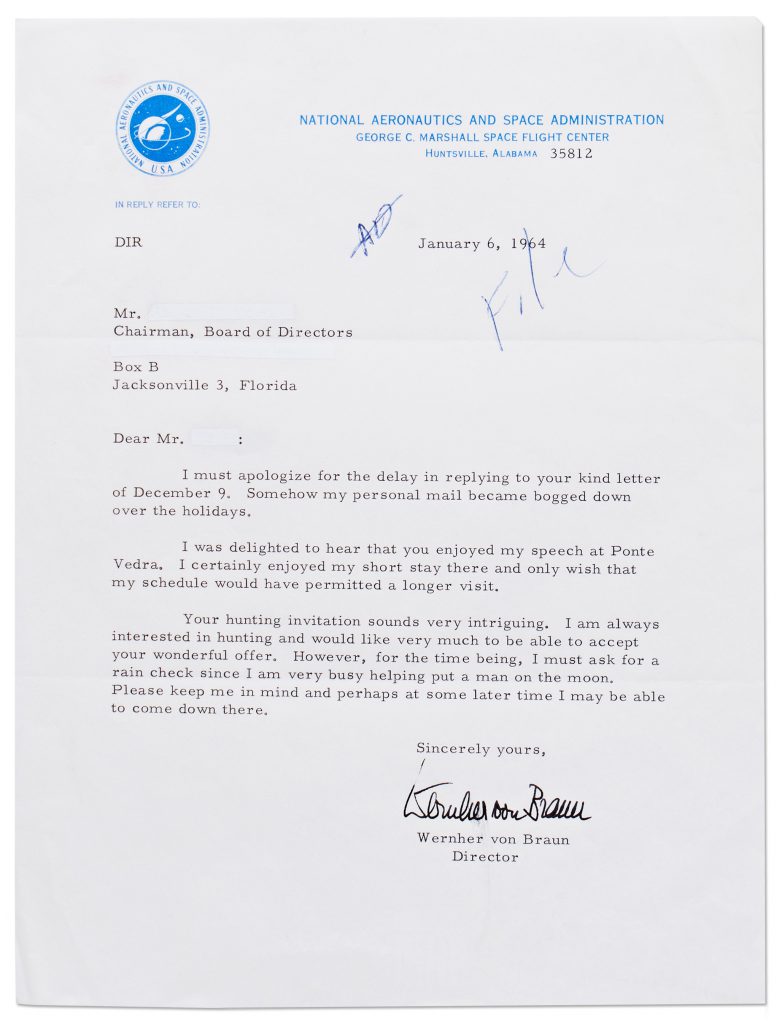 NATIONAL AERONAUTICS AND SPACE ADMINISTRATION
U.S.A.
NATIONAL AERONAUTICS AND SPACE ADMINISTRATION
GEORGE C. MARSHALL SPACE FLIGHT CENTER
HUNTSVILLE, ALABAMA 35812
IN REPLY REFER TO:
DIR
January 6, 1964
File
Mr.
Chairman, Board of Directors
Box B
Jacksonville 3, Florida
Dear Mr. :
I must apologize for the delay in replying to your kind letter
of December 9. Somehow my personal mail became bogged down
over the holidays.
I was delighted to hear that you enjoyed my speech at Ponte
Vedra. I certainly enjoyed my short stay there and only wish that
my schedule would have permitted a longer visit.
Your hunting invitation sounds very intriguing. I am always
interested in hunting and would like very much to be able to accept
your wonderful offer. However, for the time being, I must ask for a
rain check since I am very busy helping put a man on the moon.
Please keep me in mind and perhaps at some later time I may be able
to come down there.
Sincerely yours,
Wernher von Braun
Wernher von Braun
Director